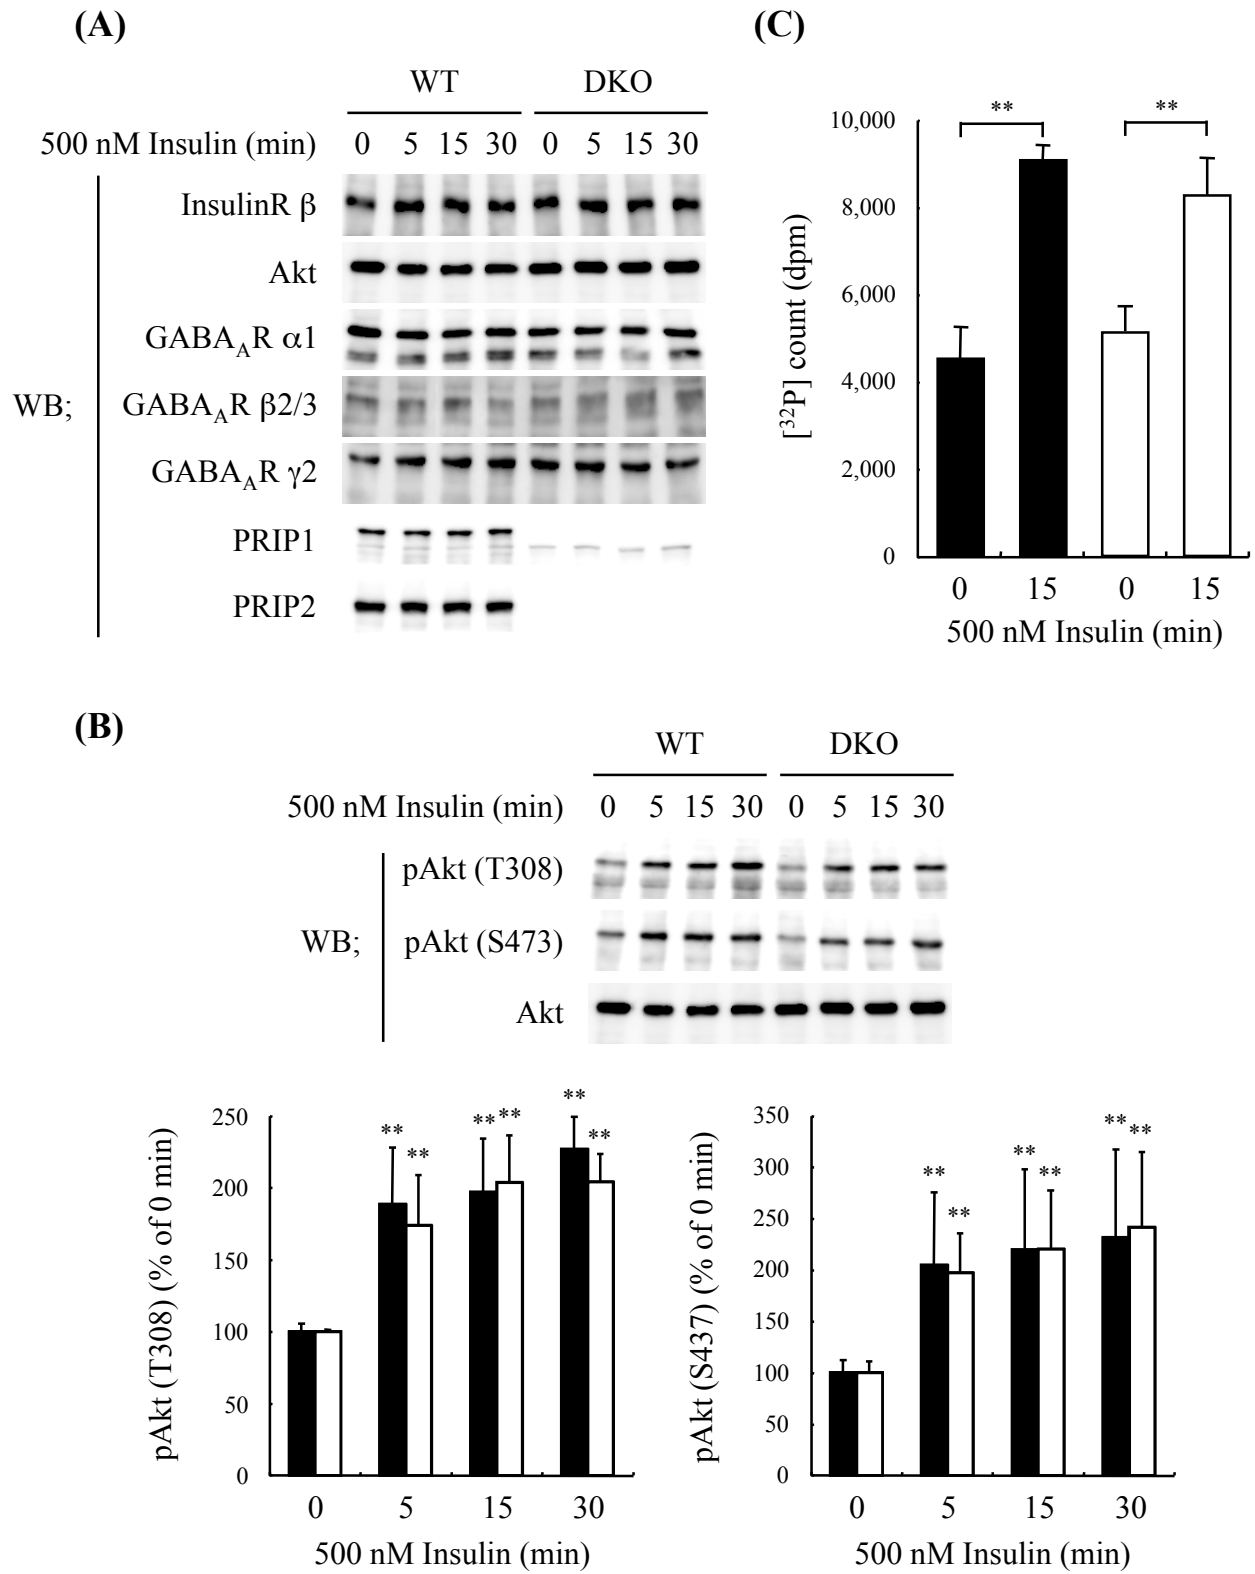 (A)
WT DKO
500 nM Insulin (min) 0 5 15 30 0 5 15 30
InsulinR β
Akt
GABA_AR α1
WB; GABA_AR β2/3
GABA_AR γ2
PRIP1
PRIP2
(C)
** **
10,000
8,000
6,000
4,000
2,000
0
[³²P] count (dpm)
0 15 0 15
500 nM Insulin (min)
(B)
WT DKO
500 nM Insulin (min) 0 5 15 30 0 5 15 30
pAkt (T308)
WB; pAkt (S473)
Akt
pAkt (T308) (% of 0 min)
250
200
150
100
50
0
** ** ** ** ** **
0 5 15 30
500 nM Insulin (min)
pAkt (S437) (% of 0 min)
350
300
250
200
150
100
50
0
** ** ** ** ** **
0 5 15 30
500 nM Insulin (min)